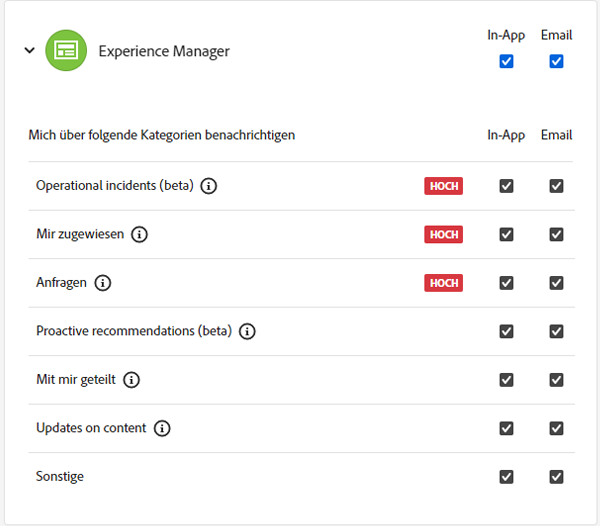 In-App Email
Experience Manager
Mich über folgende Kategorien benachrichtigen In-App Email
Operational incidents (beta) HOCH
Mir zugewiesen HOCH
Anfragen HOCH
Proactive recommendations (beta)
Mit mir geteilt
Updates on content
Sonstige